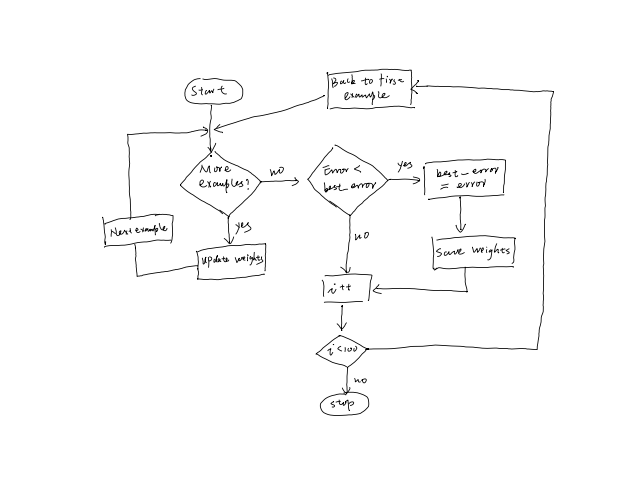 Start
Back to first
example
More
examples?
no
Error <
best_error
yes
best_error
= error
yes
Next example
Update weights
no
Save weights
i++
i<100
no
stop